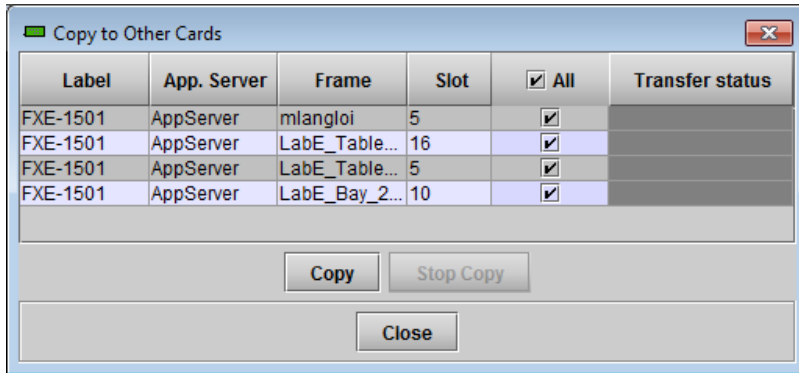 Copy to Other Cards
Label App. Server Frame Slot All Transfer status
FXE-1501 AppServer mlangloi 5
FXE-1501 AppServer LabE_Table... 16
FXE-1501 AppServer LabE_Table... 5
FXE-1501 AppServer LabE_Bay_2... 10
Copy Stop Copy
Close